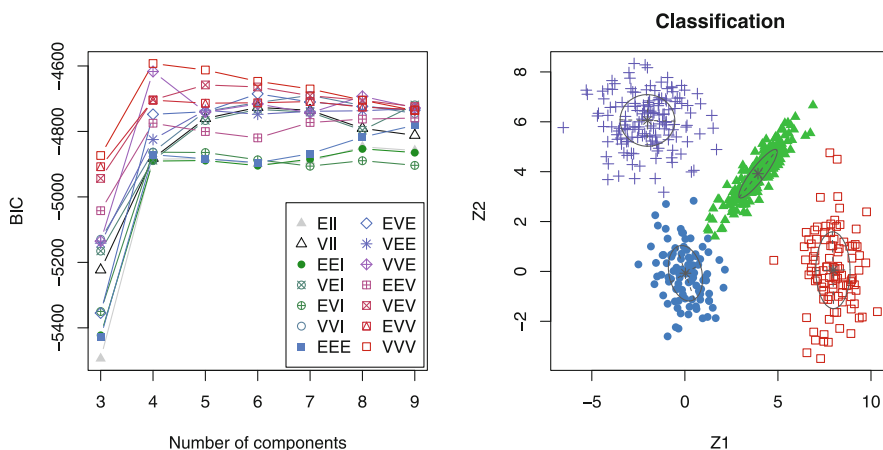 BIC
-4600
-4800
-5000
-5200
-5400
3 4 5 6 7 8 9
Number of components
EII
VII
EEI
VEI
EVI
VVI
EEE
EVE
VEE
VVE
EEV
VEV
EVV
VVV
Classification
Z2
8
6
4
2
0
-2
-5 0 5 10
Z1